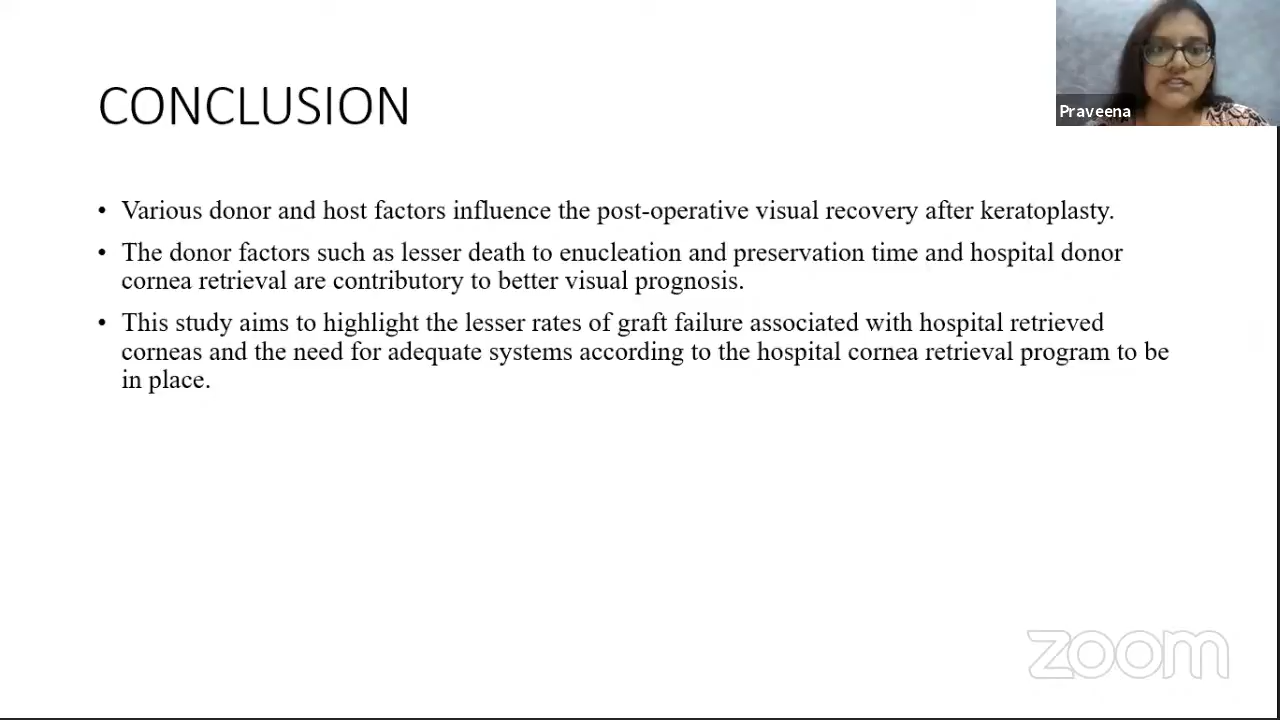 CONCLUSION
Praveena
• Various donor and host factors influence the post-operative visual recovery after keratoplasty.
• The donor factors such as lesser death to enucleation and preservation time and hospital donor
cornea retrieval are contributory to better visual prognosis.
• This study aims to highlight the lesser rates of graft failure associated with hospital retrieved
corneas and the need for adequate systems according to the hospital cornea retrieval program to be
in place.
zoom